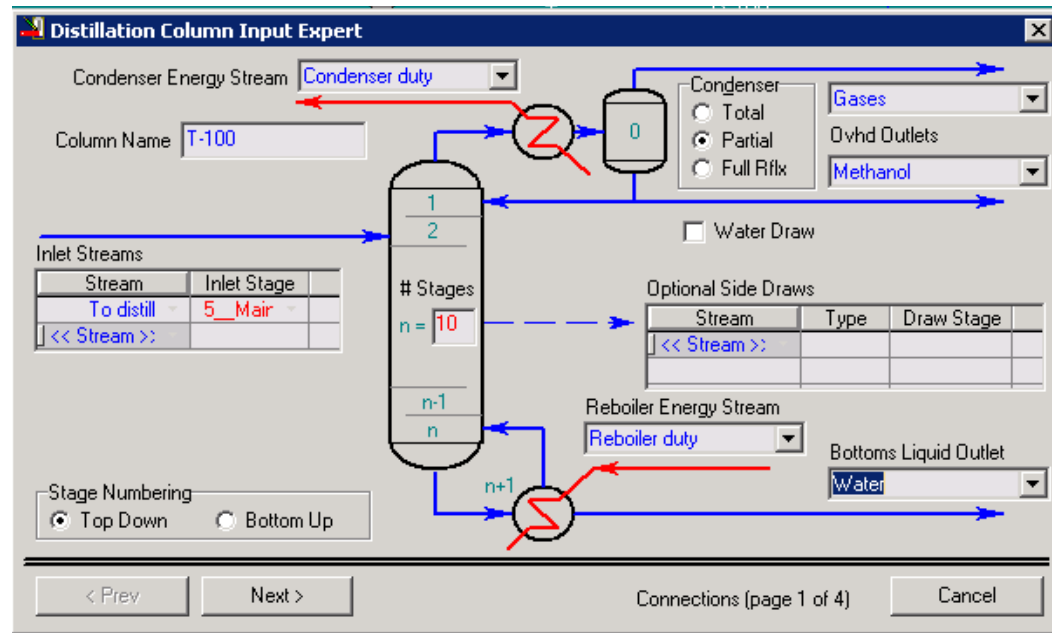 Distillation Column Input Expert
Condenser Energy Stream Condenser duty
Column Name T-100
0
Condenser
Total
Partial
Full Rflx
Gases
Ovhd Outlets
Methanol
Water Draw
1
2
Inlet Streams
Stream Inlet Stage
To distill 5__Mair
<< Stream >>
# Stages
n = 10
Optional Side Draws
Stream Type Draw Stage
<< Stream >>
n-1
n
n+1
Reboiler Energy Stream
Reboiler duty
Bottoms Liquid Outlet
Water
Stage Numbering
Top Down Bottom Up
< Prev Next > Connections (page 1 of 4) Cancel